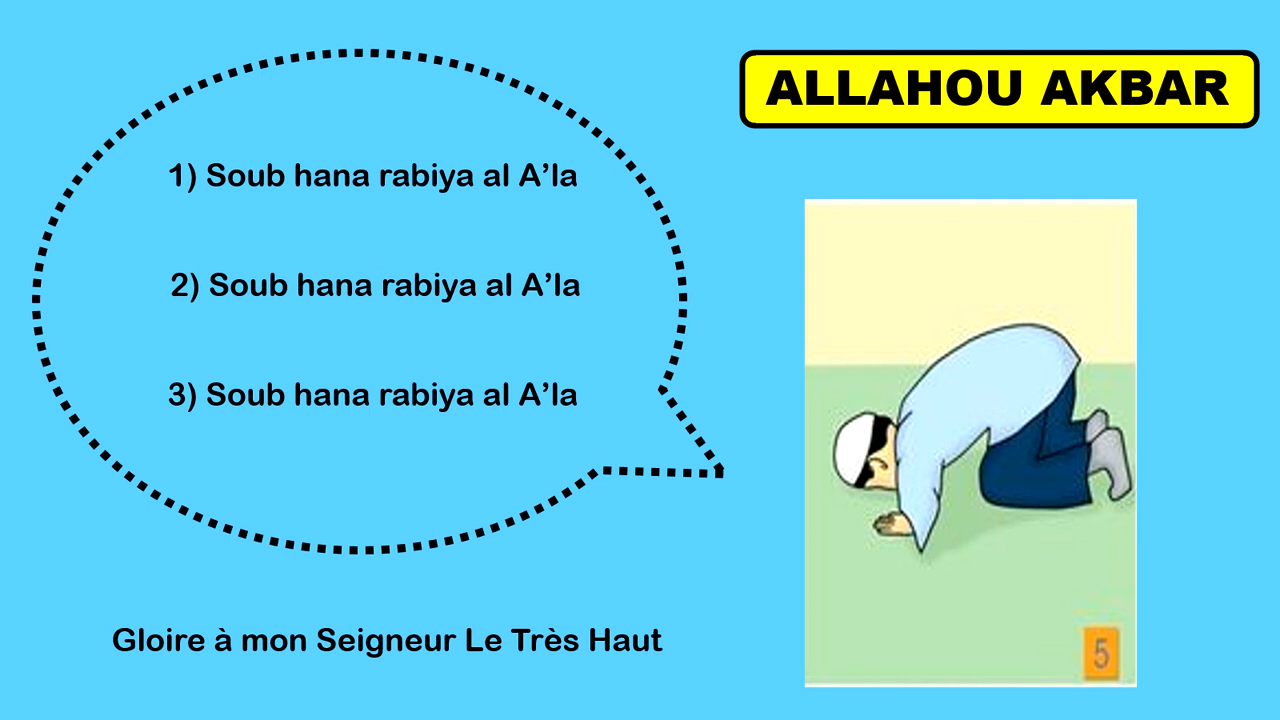 ALLAHOU AKBAR
1) Soub hana rabiya al A’la
2) Soub hana rabiya al A’la
3) Soub hana rabiya al A’la
Gloire à mon Seigneur Le Très Haut
5